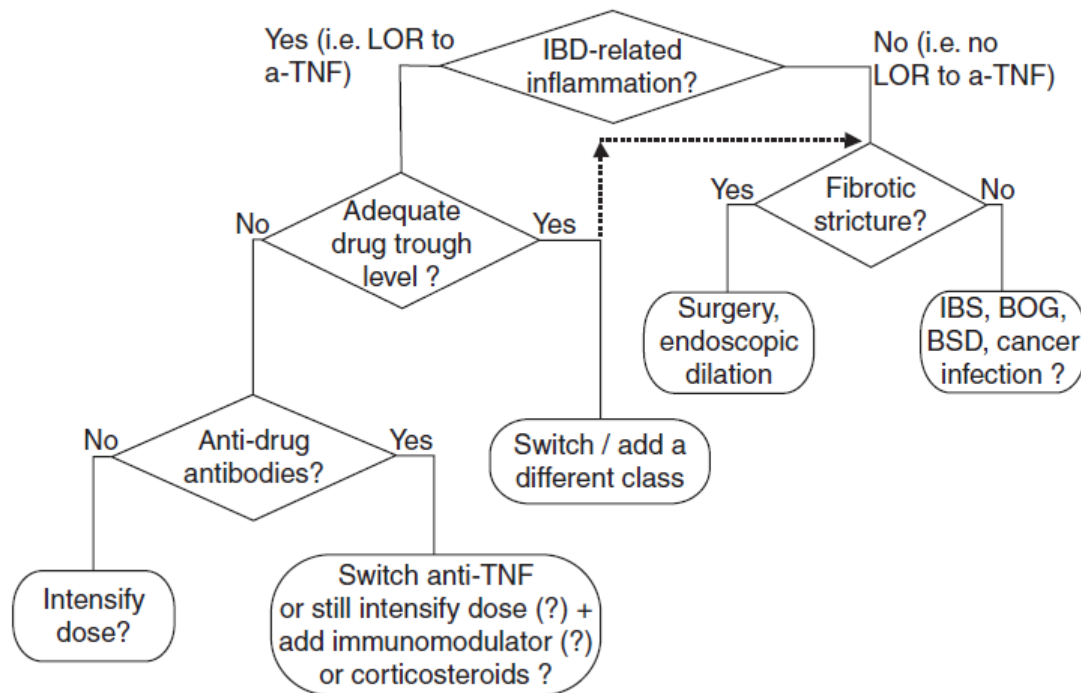 Yes (i.e. LOR to
a-TNF)
IBD-related
inflammation?
No (i.e. no
LOR to a-TNF)
No
Adequate
drug trough
level ?
Yes
Yes
Fibrotic
stricture?
No
Surgery,
endoscopic
dilation
IBS, BOG,
BSD, cancer
infection ?
No
Anti-drug
antibodies?
Yes
Switch / add a
different class
Intensify
dose?
Switch anti-TNF
or still intensify dose (?) +
add immunomodulator (?)
or corticosteroids ?